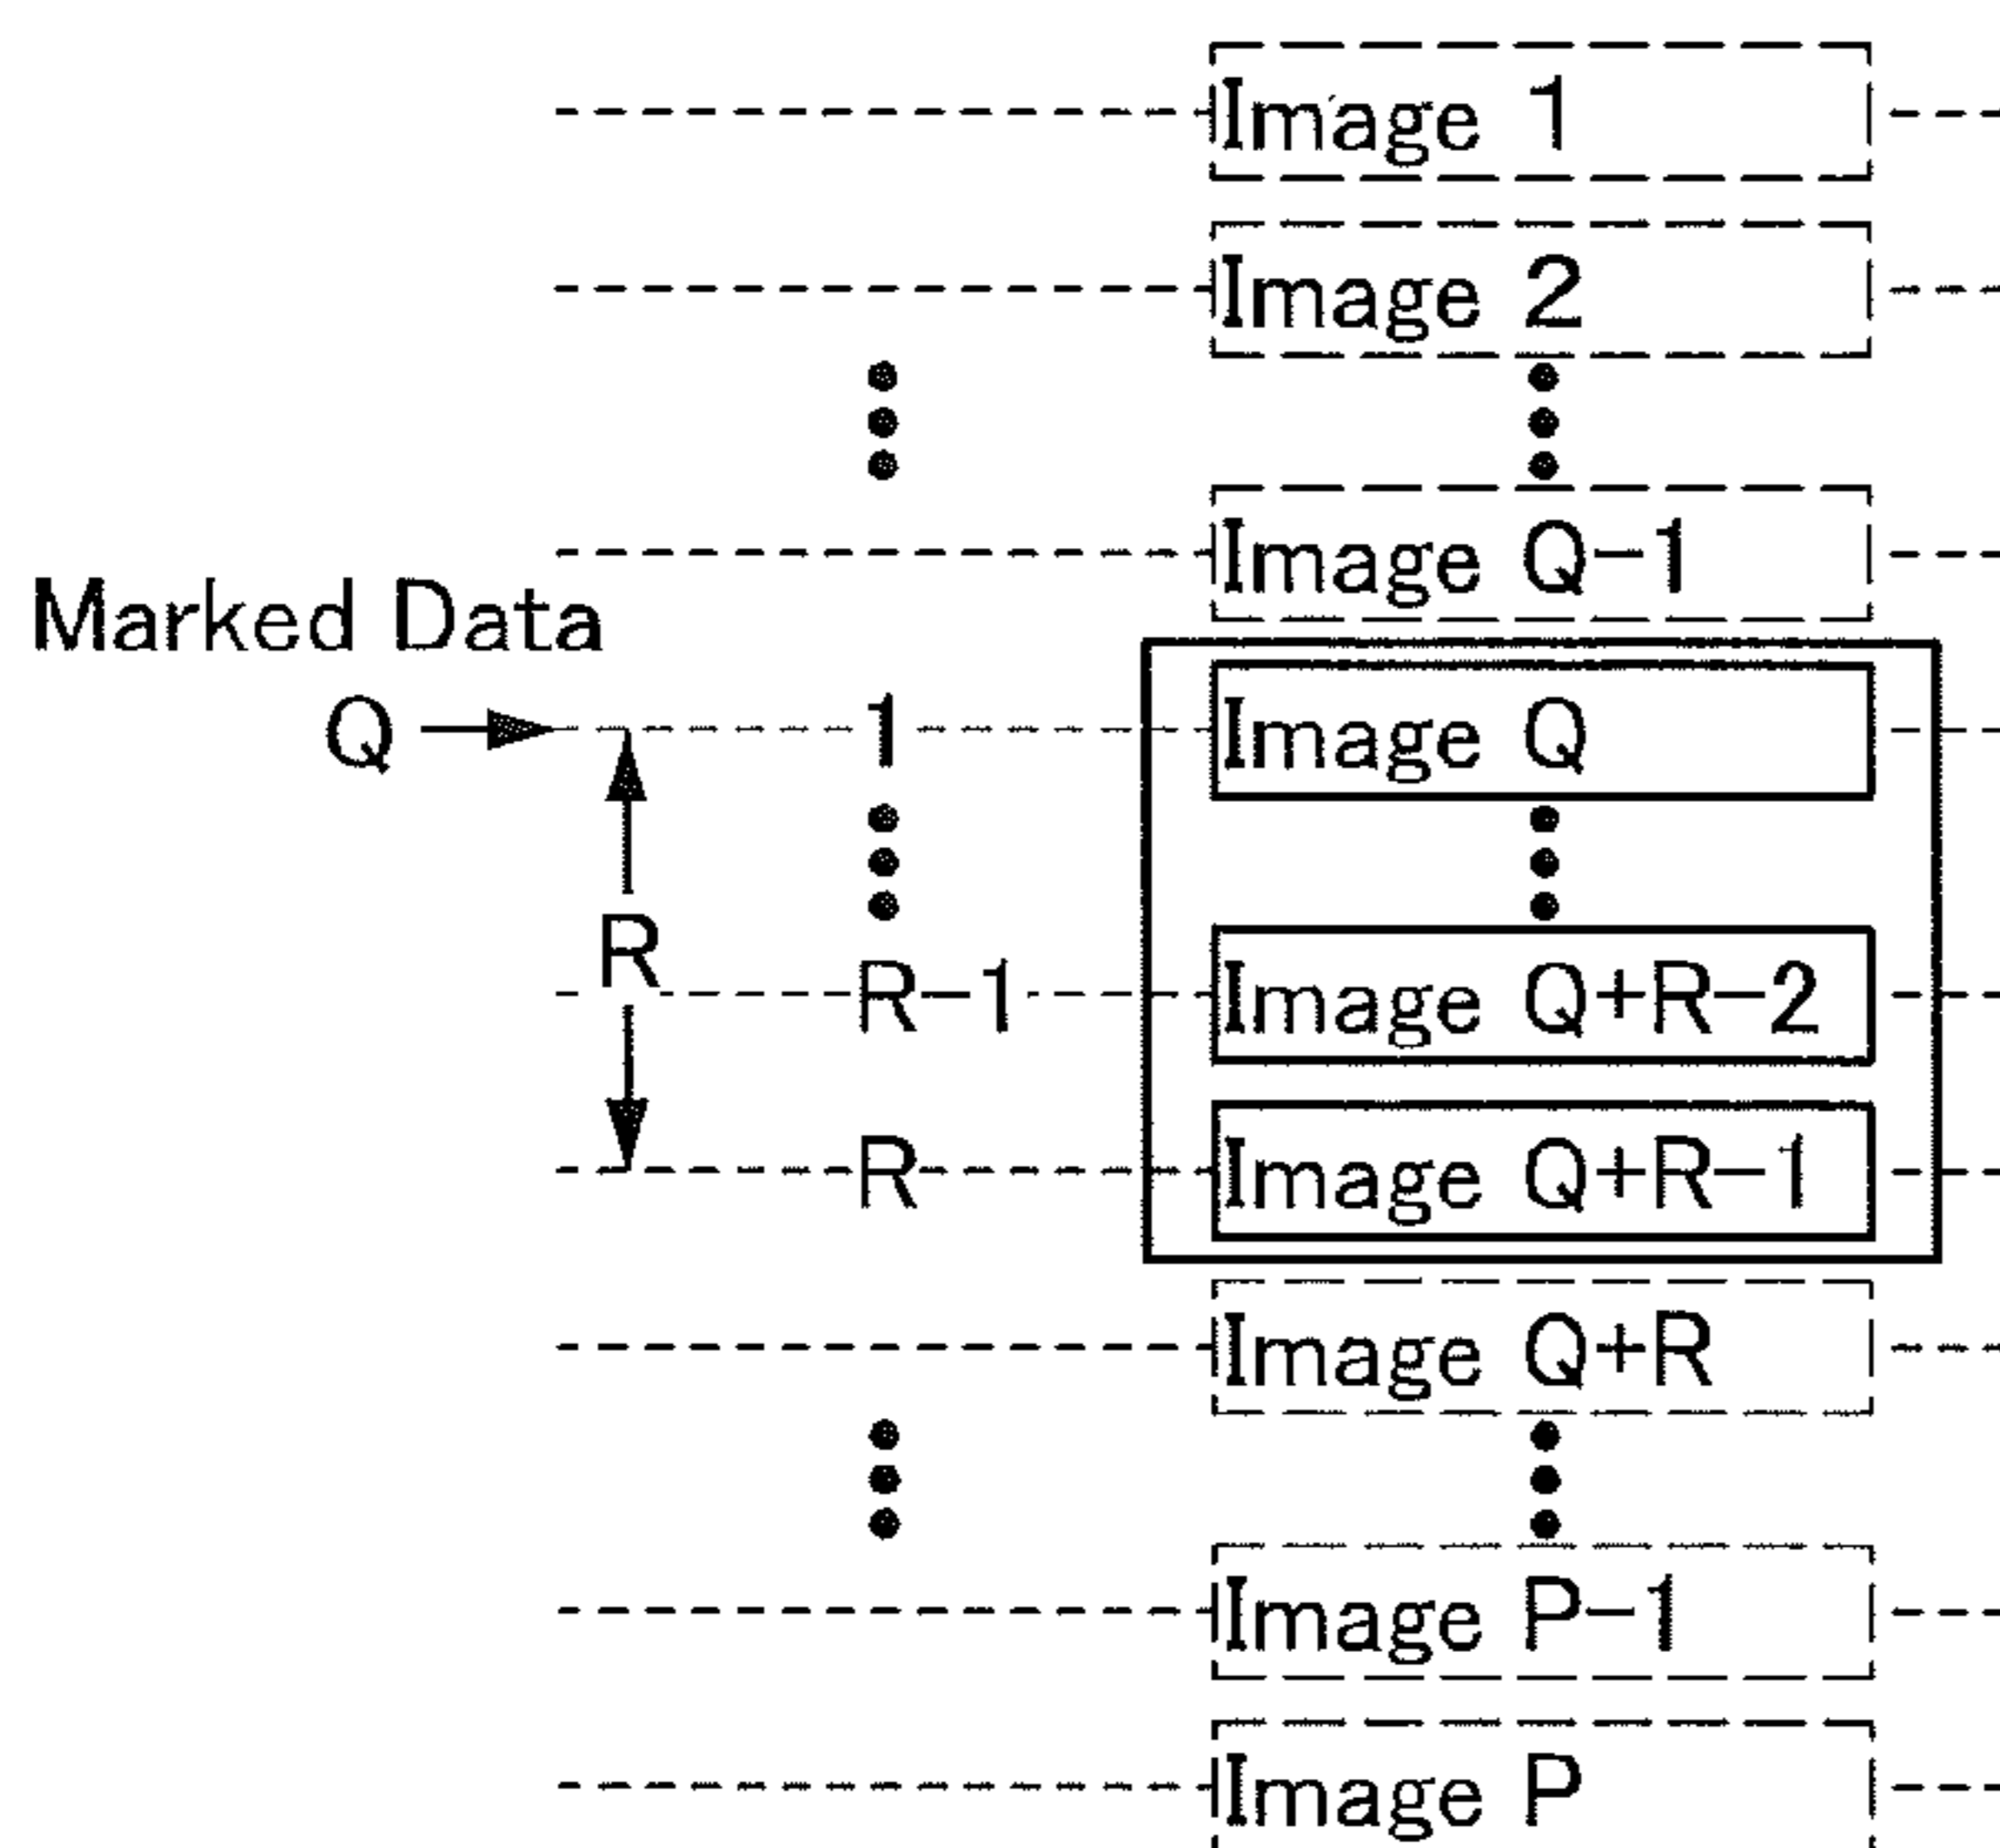 Image 1
Image 2
Image Q-1
Marked Data
Q 1 Image Q
R
R-1 Image Q+R-2
R Image Q+R-1
Image Q+R
Image P-1
Image P